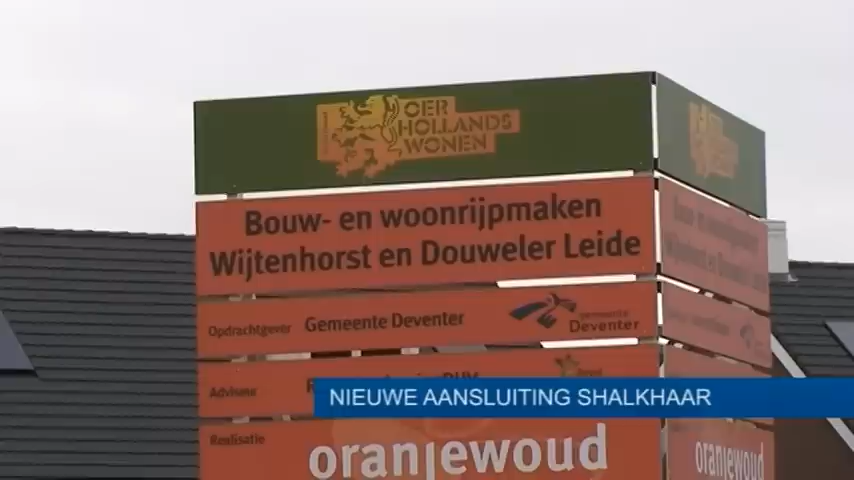 OER
HOLLANDS
WONEN
Bouw- en woonrijpmaken
Wijtenhorst en Douweler Leide
Opdrachtgever Gemeente Deventer
gemeente
Deventer
Adviseur
NIEUWE AANSLUITING SHALKHAAR
Realisatie
oranjewoud
oranjewoud